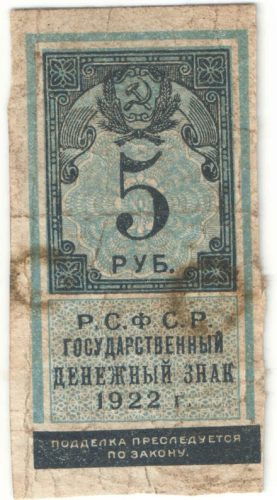 5
РУБ.
Р.С.Ф.С.Р.
ГОСУДАРСТВЕННЫЙ
ДЕНЕЖНЫЙ ЗНАК
1922 г.
ПОДДЕЛКА ПРЕСЛЕДУЕТСЯ
ПО ЗАКОНУ.